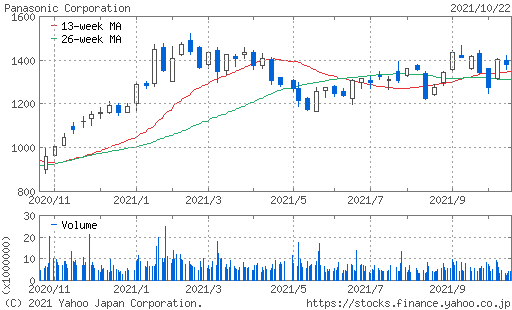 Panasonic Corporation 2021/10/22
1600
13-week MA
26-week MA
1400
1200
1000
800
2020/11 2021/1 2021/3 2021/5 2021/7 2021/9
30
Volume
20
10
0
(x1000000)
2020/11 2021/1 2021/3 2021/5 2021/7 2021/9
(C) 2021 Yahoo Japan Corporation. https://stocks.finance.yahoo.co.jp